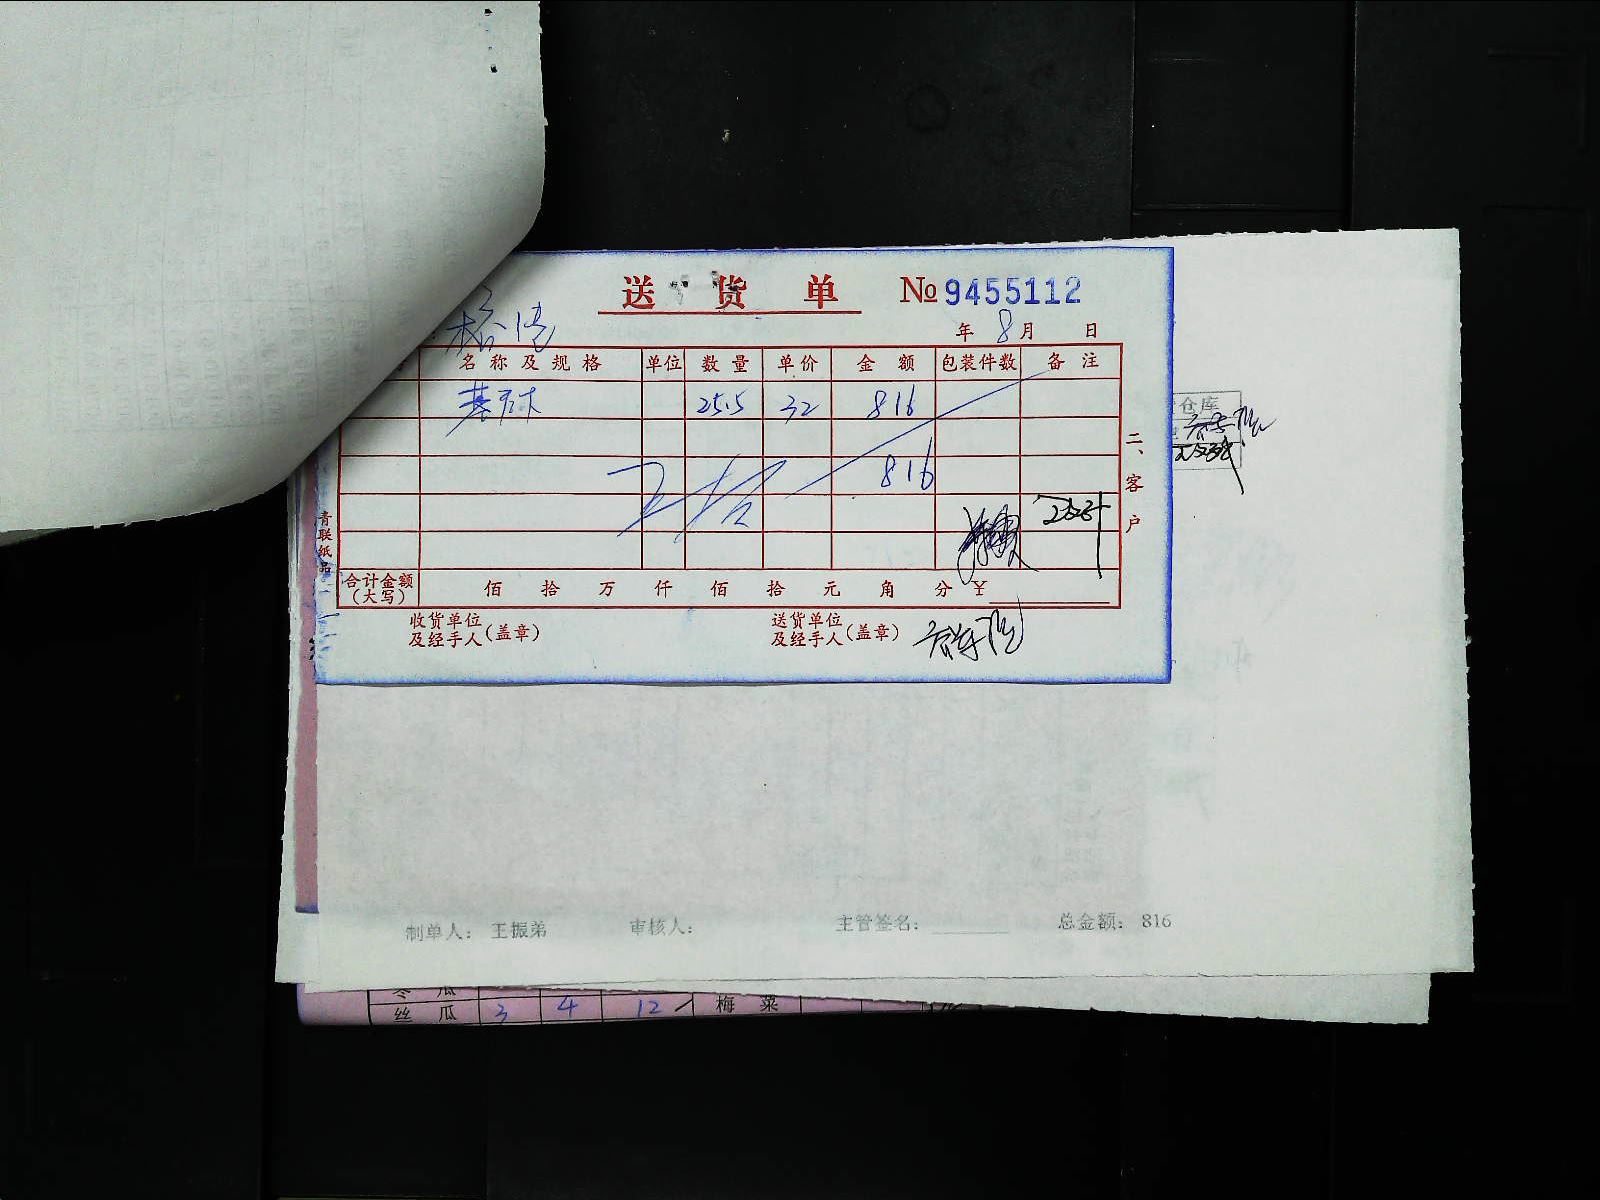 送货单 №9455112
年 8月 日
名称及规格 单位 数量 单价 金额 包装件数 备注
25.5 32 816
816
二、客户
青联纸品
合计金额（大写） 佰 拾 万 仟 佰 拾 元 角 分 ¥
收货单位及经手人（盖章） 送货单位及经手人（盖章）
仓库
制单人： 王振弟 审核人： 主管签名： 总金额： 816
丝瓜 3 4 12 梅菜